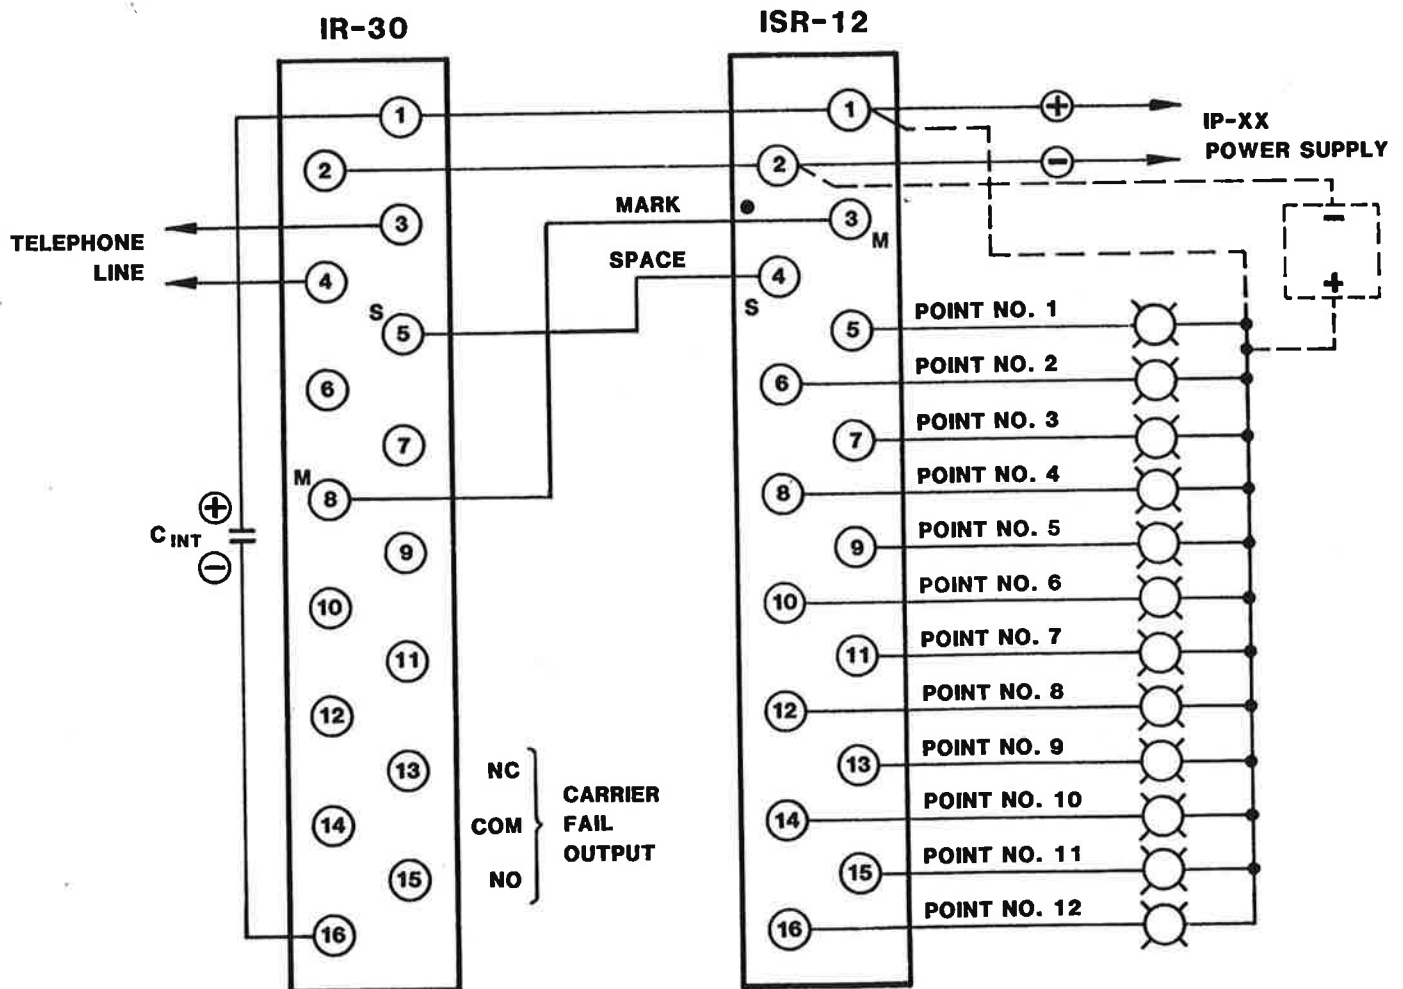 IR-30
ISR-12
1
2
3
4
S
5
6
7
M
8
9
10
11
12
13
14
15
16
TELEPHONE
LINE
+
C INT
−
NC
COM
NO
CARRIER
FAIL
OUTPUT
MARK
SPACE
1
2
3
M
4
S
5
6
7
8
9
10
11
12
13
14
15
16
+
−
IP-XX
POWER SUPPLY
−
+
POINT NO. 1
POINT NO. 2
POINT NO. 3
POINT NO. 4
POINT NO. 5
POINT NO. 6
POINT NO. 7
POINT NO. 8
POINT NO. 9
POINT NO. 10
POINT NO. 11
POINT NO. 12